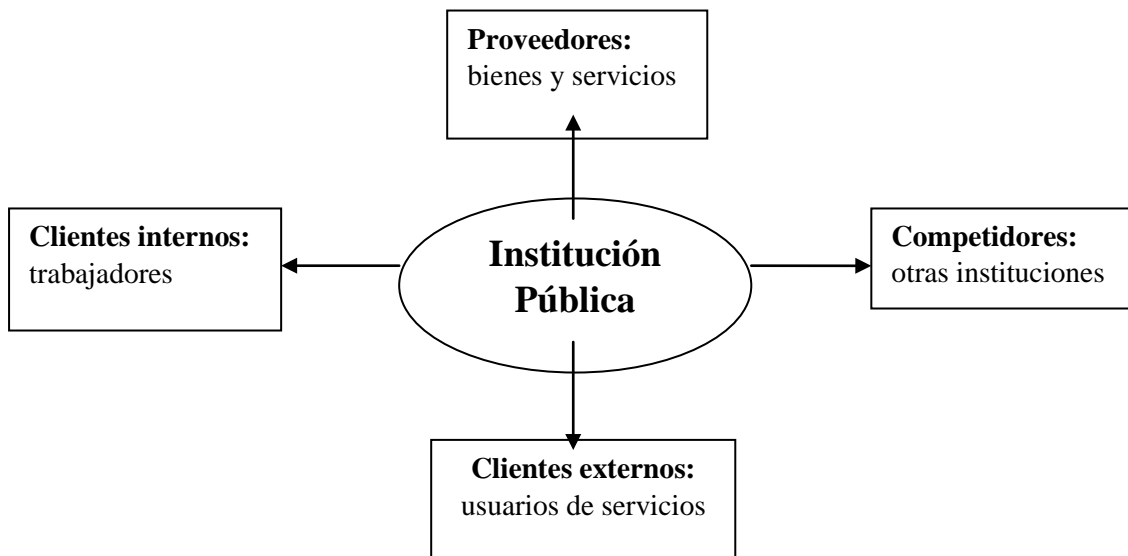 Proveedores:
bienes y servicios
Clientes internos:
trabajadores
Institución
Pública
Competidores:
otras instituciones
Clientes externos:
usuarios de servicios